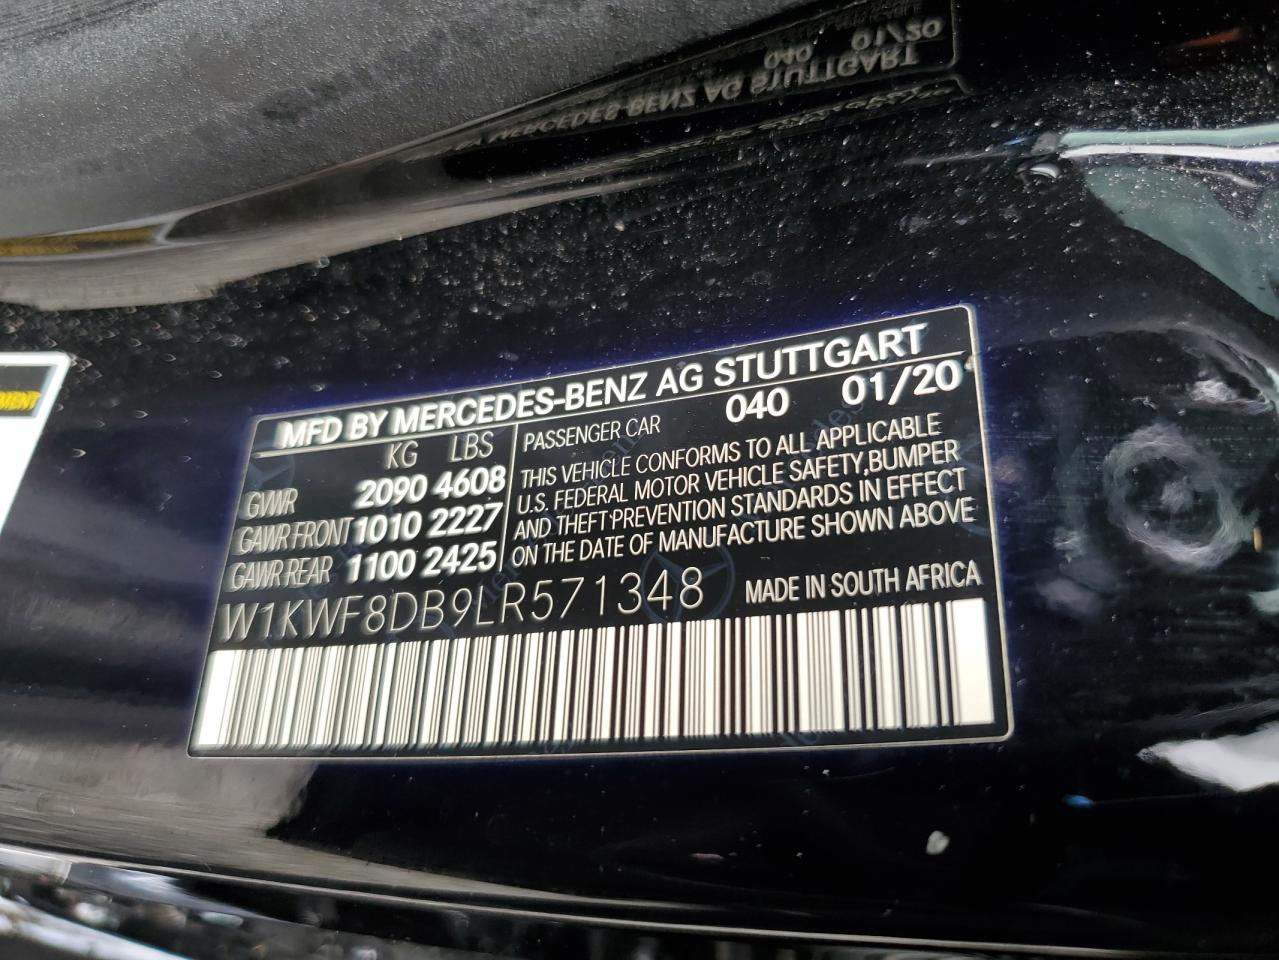 MFD BY MERCEDES-BENZ AG STUTTGART
KG LBS
GVWR 2090 4608
GAWR FRONT 1010 2227
GAWR REAR 1100 2425
PASSENGER CAR 040 01/20
THIS VEHICLE CONFORMS TO ALL APPLICABLE
U.S. FEDERAL MOTOR VEHICLE SAFETY, BUMPER
AND THEFT PREVENTION STANDARDS IN EFFECT
ON THE DATE OF MANUFACTURE SHOWN ABOVE
W1KWF8DB9LR571348 MADE IN SOUTH AFRICA